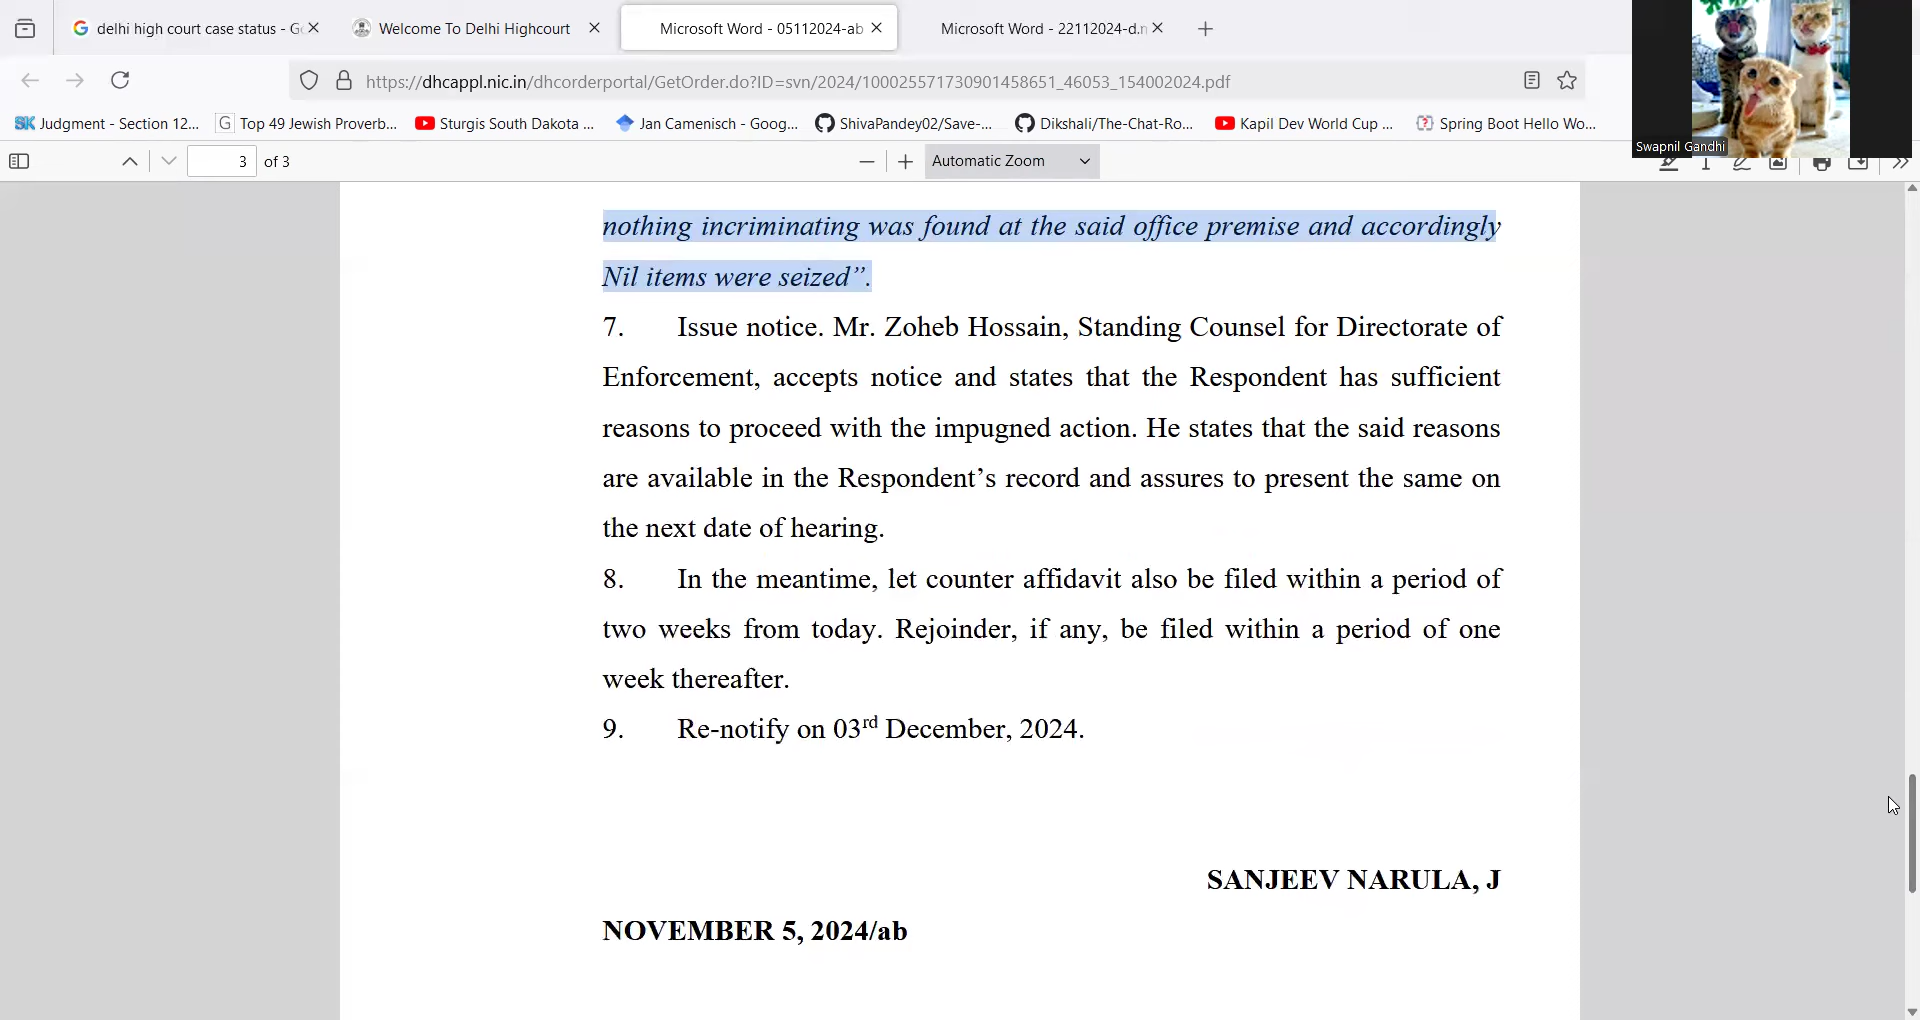 delhi high court case status - Gc
Welcome To Delhi Highcourt
Microsoft Word - 05112024-ab
Microsoft Word - 22112024-d.n
https://dhcappl.nic.in/dhcorderportal/GetOrder.do?ID=svn/2024/100025571730901458651_46053_154002024.pdf
SK Judgment - Section 12...
G Top 49 Jewish Proverb...
Sturgis South Dakota ...
Jan Camenisch - Goog...
ShivaPandey02/Save-...
Dikshali/The-Chat-Ro...
Kapil Dev World Cup ...
Spring Boot Hello Wo...
Swapnil Gandhi
3 of 3
Automatic Zoom
nothing incriminating was found at the said office premise and accordingly
Nil items were seized”.
7. Issue notice. Mr. Zoheb Hossain, Standing Counsel for Directorate of
Enforcement, accepts notice and states that the Respondent has sufficient
reasons to proceed with the impugned action. He states that the said reasons
are available in the Respondent’s record and assures to present the same on
the next date of hearing.
8. In the meantime, let counter affidavit also be filed within a period of
two weeks from today. Rejoinder, if any, be filed within a period of one
week thereafter.
9. Re-notify on 03rd December, 2024.
SANJEEV NARULA, J
NOVEMBER 5, 2024/ab